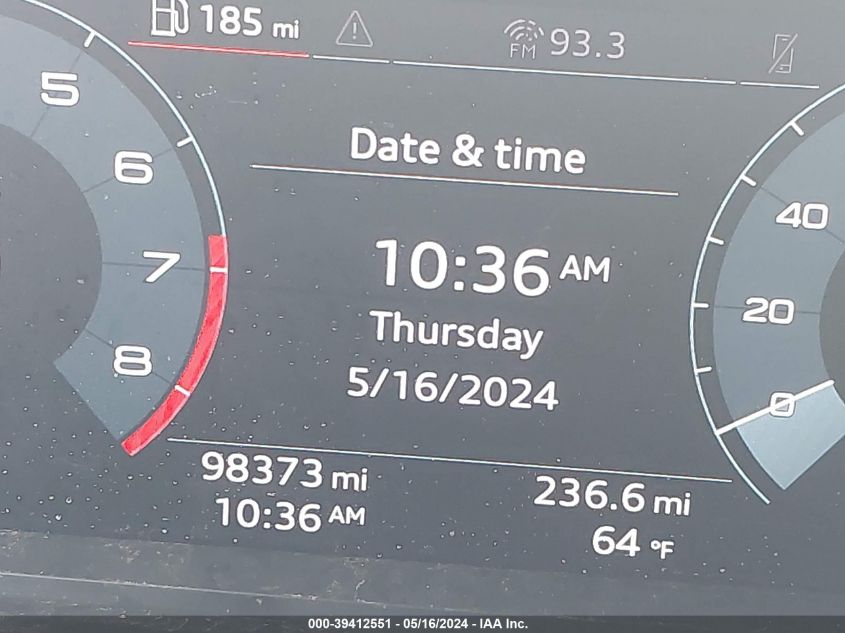 185 mi
FM 93.3
5
Date & time
6
40
7
10:36 AM
20
Thursday
8
5/16/2024
0
98373 mi
236.6 mi
10:36 AM
64 °F
000-39412551 - 05/16/2024 - IAA Inc.